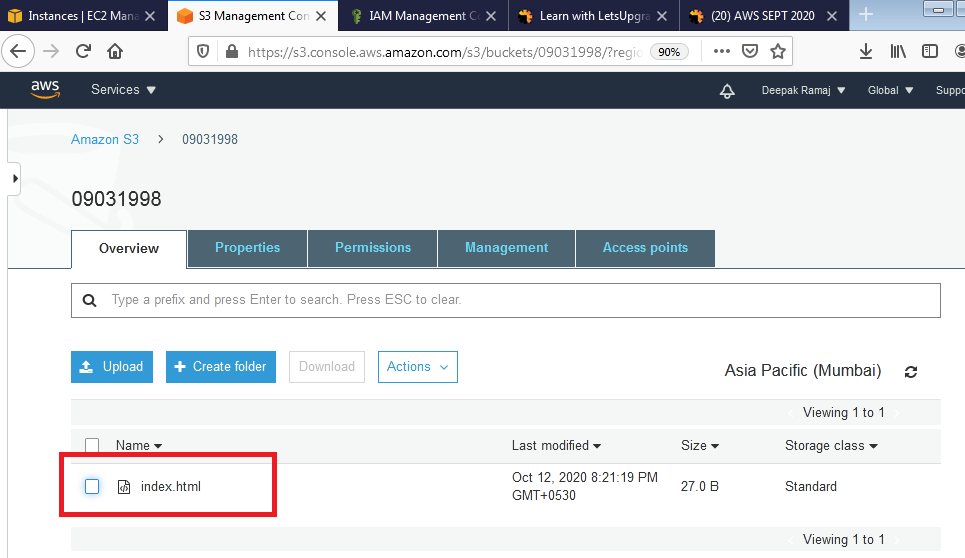 Instances | EC2 Mana
S3 Management Con
IAM Management Co
Learn with LetsUpgra
(20) AWS SEPT 2020
https://s3.console.aws.amazon.com/s3/buckets/09031998/?regio
90%
aws
Services
Deepak Ramaj
Global
Suppo
Amazon S3 > 09031998
09031998
Overview
Properties
Permissions
Management
Access points
Type a prefix and press Enter to search. Press ESC to clear.
Upload
+ Create folder
Download
Actions
Asia Pacific (Mumbai)
Viewing 1 to 1
Name
Last modified
Size
Storage class
index.html
Oct 12, 2020 8:21:19 PM
GMT+0530
27.0 B
Standard
Viewing 1 to 1